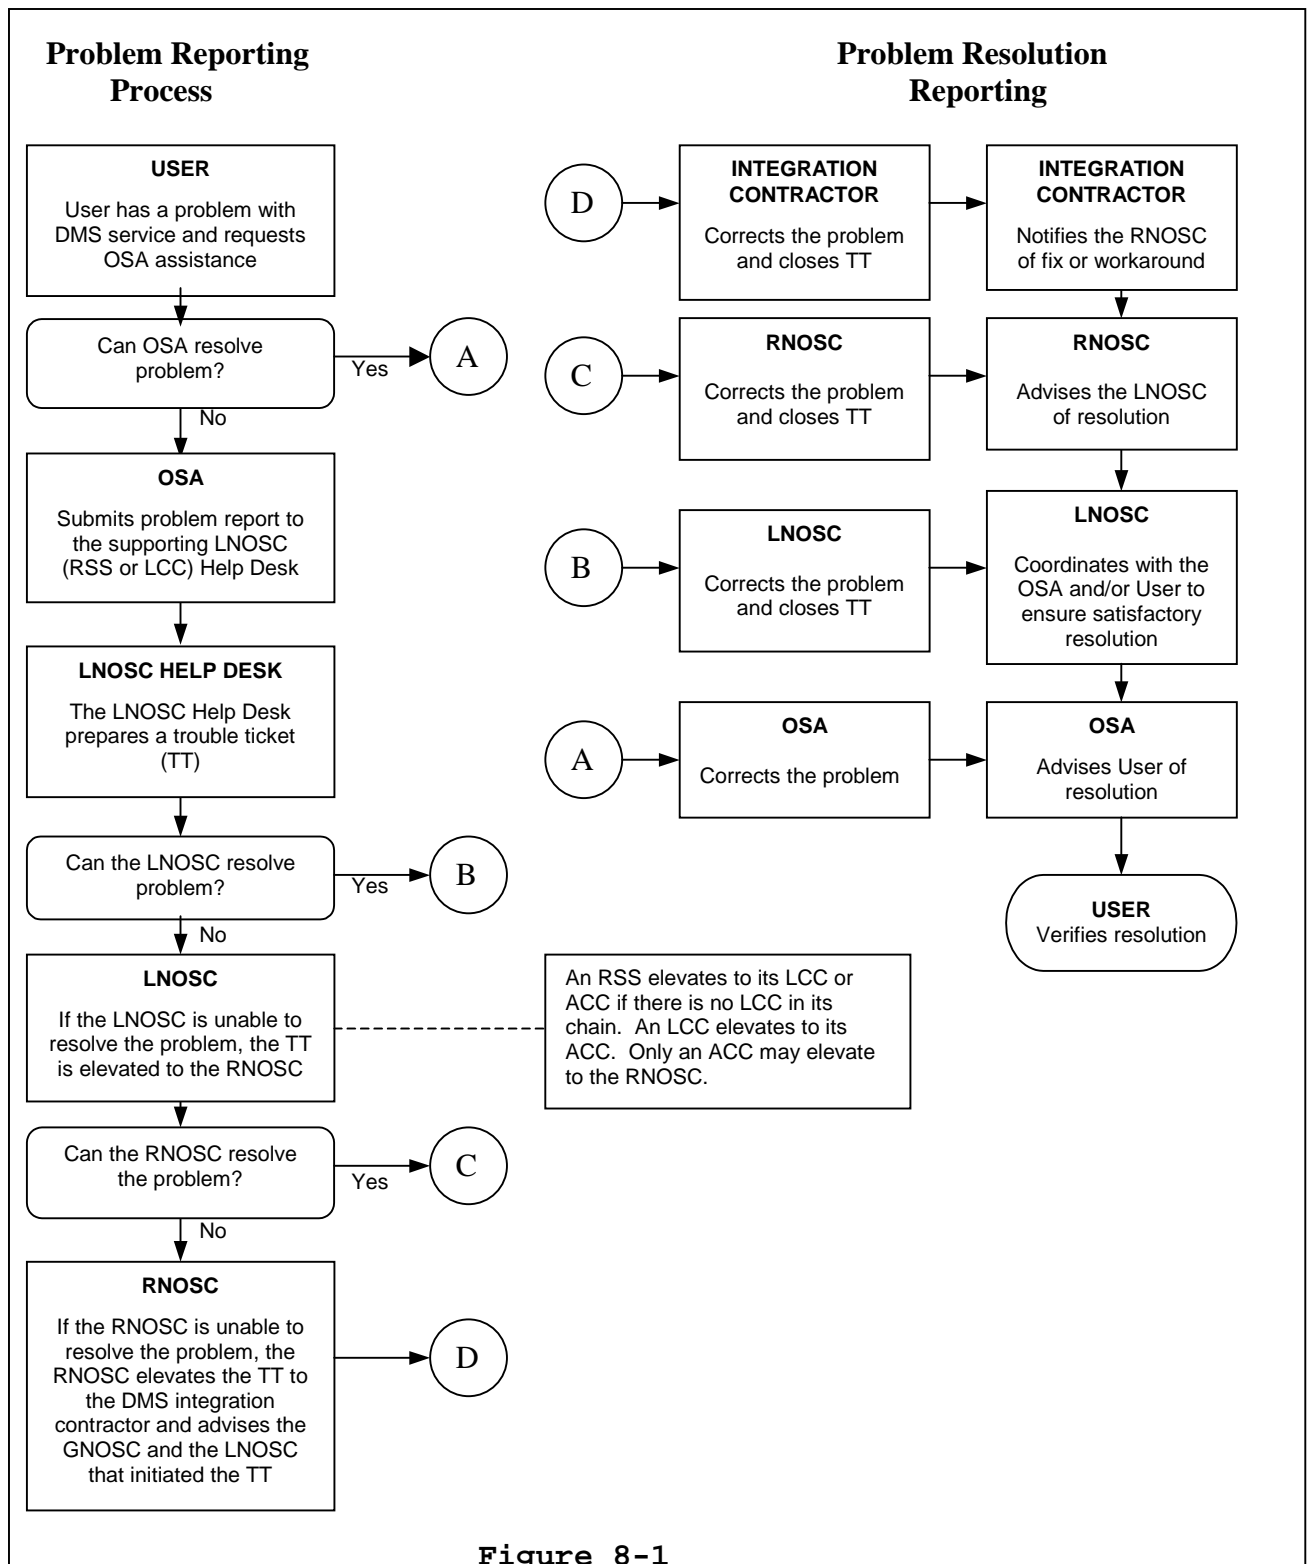 Problem Reporting
Process
USER
User has a problem with
DMS service and requests
OSA assistance
Can OSA resolve
problem?
Yes
A
No
OSA
Submits problem report to
the supporting LNOSC
(RSS or LCC) Help Desk
LNOSC HELP DESK
The LNOSC Help Desk
prepares a trouble ticket
(TT)
Can the LNOSC resolve
problem?
Yes
B
No
LNOSC
If the LNOSC is unable to
resolve the problem, the TT
is elevated to the RNOSC
An RSS elevates to its LCC or
ACC if there is no LCC in its
chain.  An LCC elevates to its
ACC.  Only an ACC may elevate
to the RNOSC.
Can the RNOSC resolve
the problem?
Yes
C
No
RNOSC
If the RNOSC is unable to
resolve the problem, the
RNOSC elevates the TT to
the DMS integration
contractor and advises the
GNOSC and the LNOSC
that initiated the TT
D
Problem Resolution
Reporting
D
INTEGRATION
CONTRACTOR
Corrects the problem
and closes TT
INTEGRATION
CONTRACTOR
Notifies the RNOSC
of fix or workaround
C
RNOSC
Corrects the problem
and closes TT
RNOSC
Advises the LNOSC
of resolution
B
LNOSC
Corrects the problem
and closes TT
LNOSC
Coordinates with the
OSA and/or User to
ensure satisfactory
resolution
A
OSA
Corrects the problem
OSA
Advises User of
resolution
USER
Verifies resolution
Figure 8-1